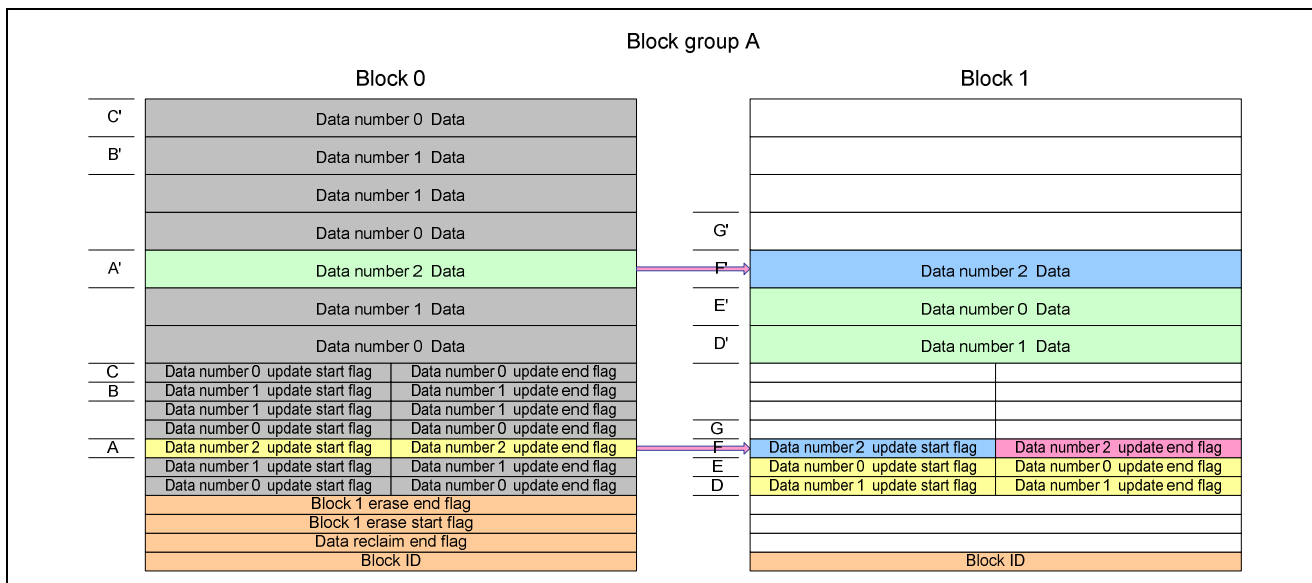 Block group A
Block 0
Block 1
C'
Data number 0 Data
B'
Data number 1 Data
Data number 1 Data
Data number 0 Data
G'
A'
Data number 2 Data
F'
Data number 2 Data
Data number 1 Data
E'
Data number 0 Data
Data number 0 Data
D'
Data number 1 Data
C
Data number 0 update start flag
Data number 0 update end flag
B
Data number 1 update start flag
Data number 1 update end flag
Data number 1 update start flag
Data number 1 update end flag
Data number 0 update start flag
Data number 0 update end flag
G
A
Data number 2 update start flag
Data number 2 update end flag
F
Data number 2 update start flag
Data number 2 update end flag
Data number 1 update start flag
Data number 1 update end flag
E
Data number 0 update start flag
Data number 0 update end flag
Data number 0 update start flag
Data number 0 update end flag
D
Data number 1 update start flag
Data number 1 update end flag
Block 1 erase end flag
Block 1 erase start flag
Data reclaim end flag
Block ID
Block ID